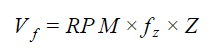 V_f = RPM × f_z × Z